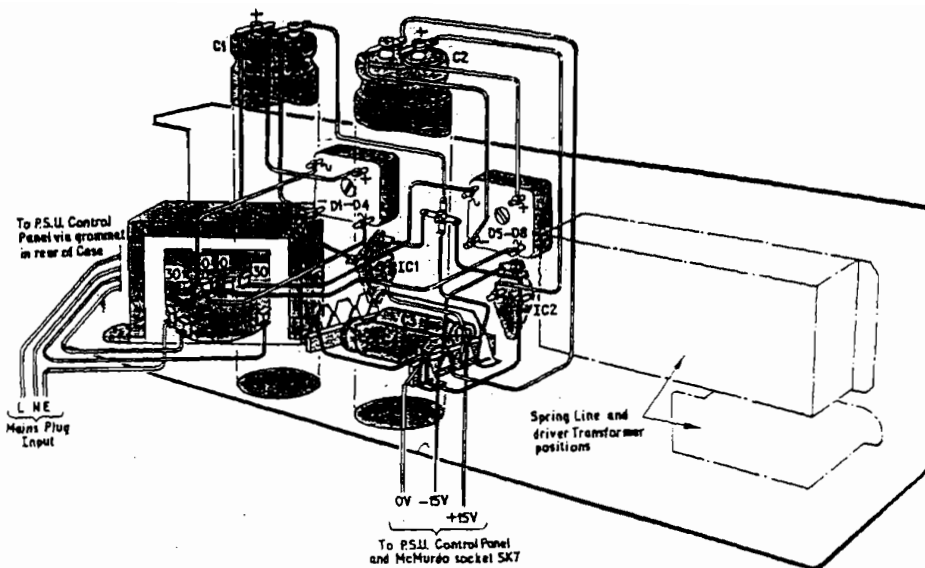 +
+
C1
C2
+
+
D1-D4
D5-D8
To P.S.U. Control
Panel via grommet
in rear of Case
30
0
0
30
IC1
IC2
C3
L N E
Mains Plug
Input
Spring Line and
driver Transformer
positions
0V -15V
+15V
To P.S.U. Control Panel
and McMurdo socket SK7